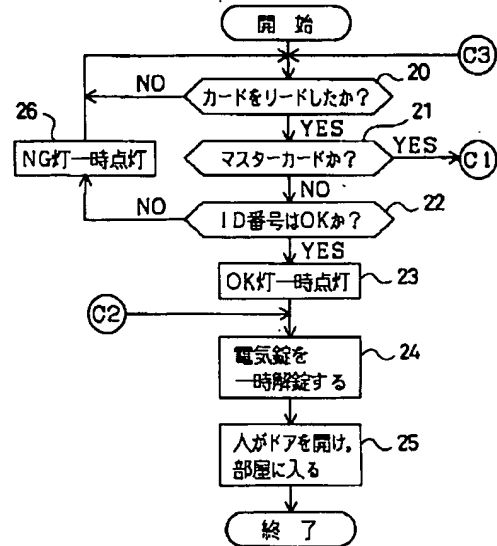 開始
C3
20
カードをリードしたか?
NO
YES
21
26
NG灯一時点灯
マスターカードか?
YES
C1
NO
NO
22
ID番号はOKか?
YES
OK灯一時点灯
23
C2
電気錠を
一時解錠する
24
人がドアを開け,
部屋に入る
25
終了